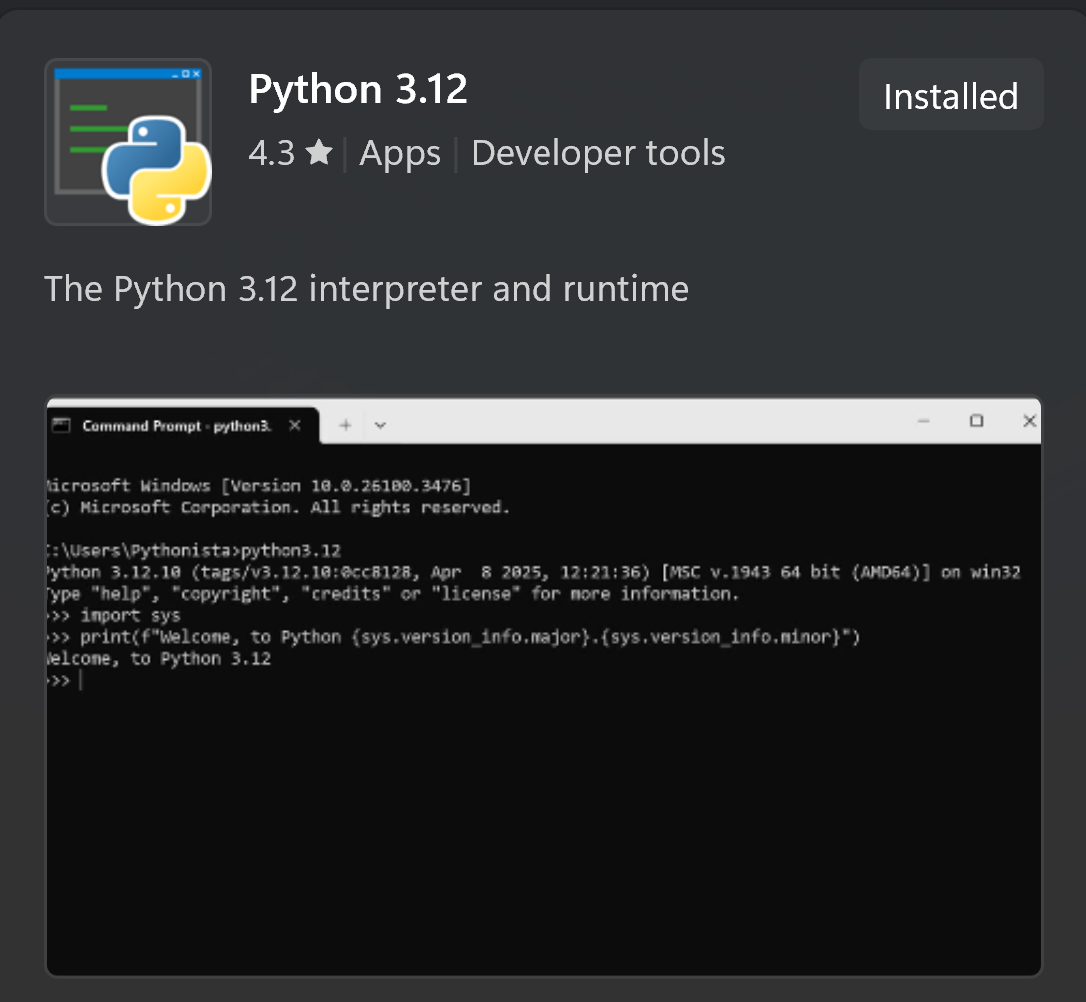 Python 3.12
Installed
4.3 ★ | Apps | Developer tools
The Python 3.12 interpreter and runtime
Command Prompt - python3.
Microsoft Windows [Version 10.0.26100.3476]
(c) Microsoft Corporation. All rights reserved.
C:\Users\Pythonista>python3.12
Python 3.12.10 (tags/v3.12.10:0cc8128, Apr  8 2025, 12:21:36) [MSC v.1943 64 bit (AMD64)] on win32
Type "help", "copyright", "credits" or "license" for more information.
>>> import sys
>>> print(f"Welcome, to Python {sys.version_info.major}.{sys.version_info.minor}")
Welcome, to Python 3.12
>>>